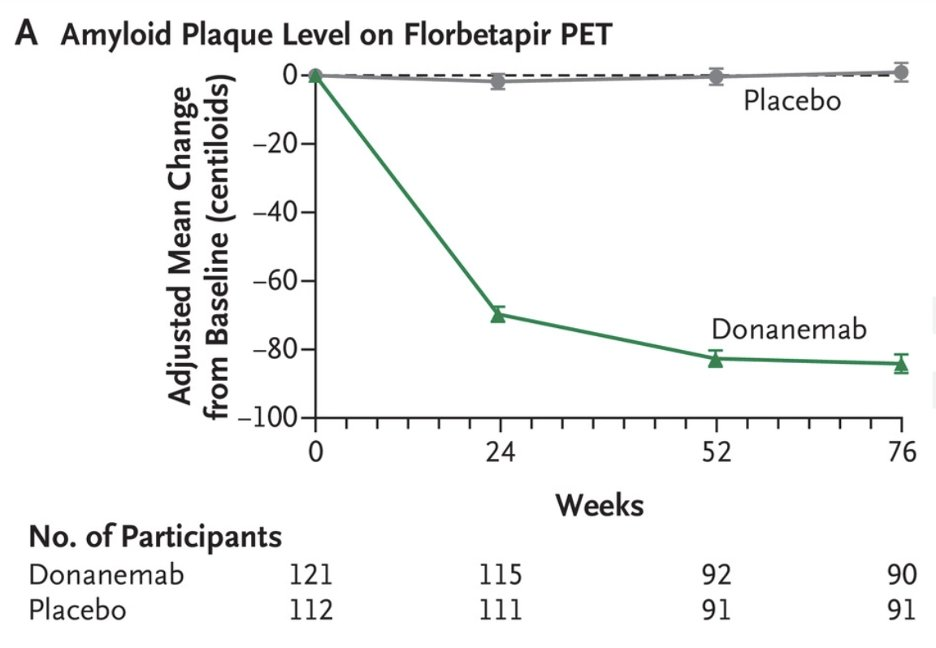 A Amyloid Plaque Level on Florbetapir PET
Adjusted Mean Change
from Baseline (centiloids)
0
−20
−40
−60
−80
−100
Placebo
Donanemab
0 24 52 76
Weeks
No. of Participants
Donanemab 121 115 92 90
Placebo 112 111 91 91